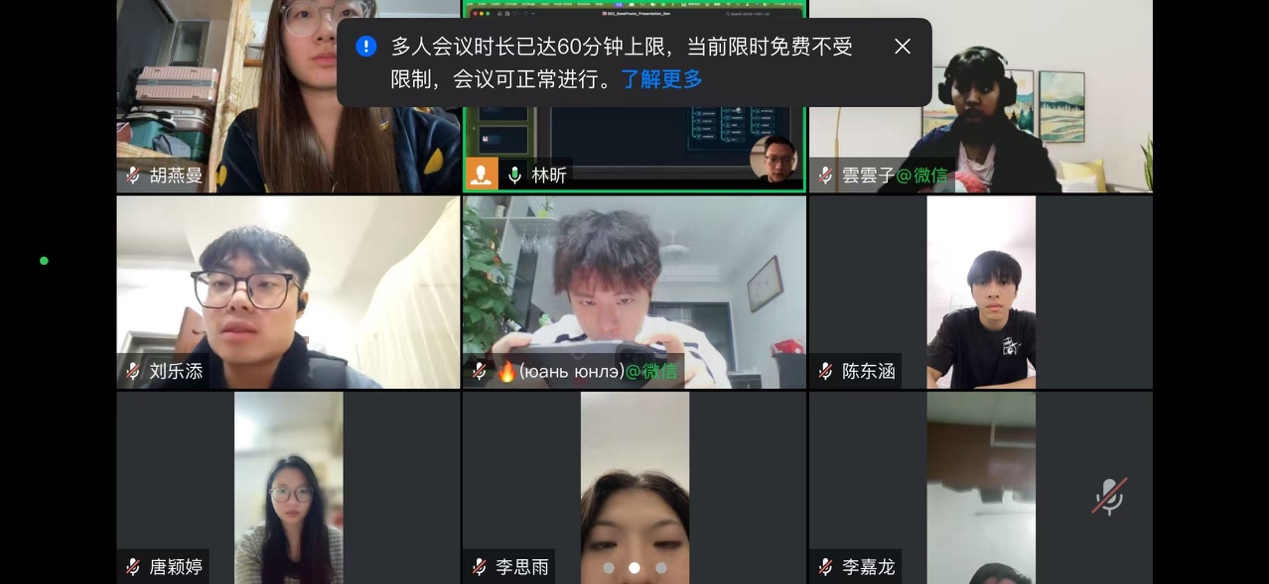 多人会议时长已达60分钟上限，当前限时免费不受
限制，会议可正常进行。了解更多
胡燕曼
林昕
雲雲子@微信
刘乐添
🔥(юань юнлэ)@微信
陈东涵
唐颖婷
李思雨
李嘉龙